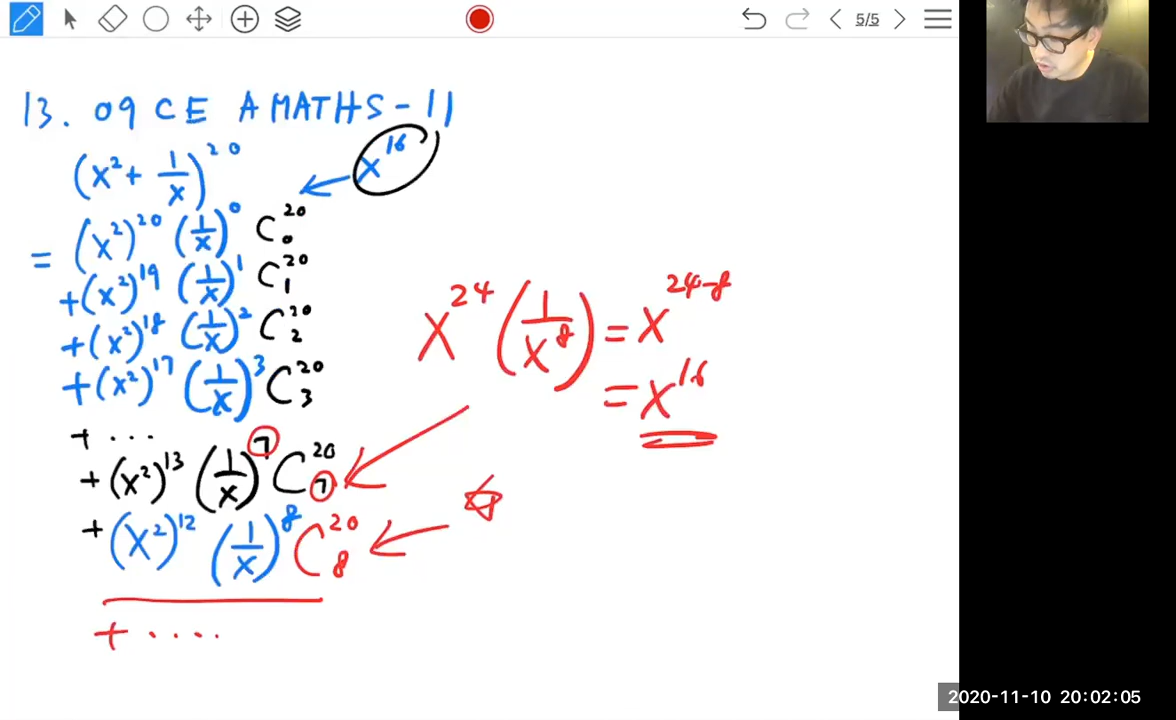 5/5
13. 09 CE AMATHS-11
(x²+ 1/x)²⁰ x¹⁶
= (x²)²⁰ (1/x)⁰ C²⁰₀
+(x²)¹⁹ (1/x)¹ C²⁰₁
+(x²)¹⁸ (1/x)² C²⁰₂
+(x²)¹⁷ (1/x)³ C²⁰₃
+ ...
+(x²)¹³ (1/x)⁷ C²⁰₇
+(x²)¹² (1/x)⁸ C²⁰₈
+ ....
x²⁴ (1/x⁸) = x²⁴⁻⁸
= x¹⁶
2020-11-10 20:02:05